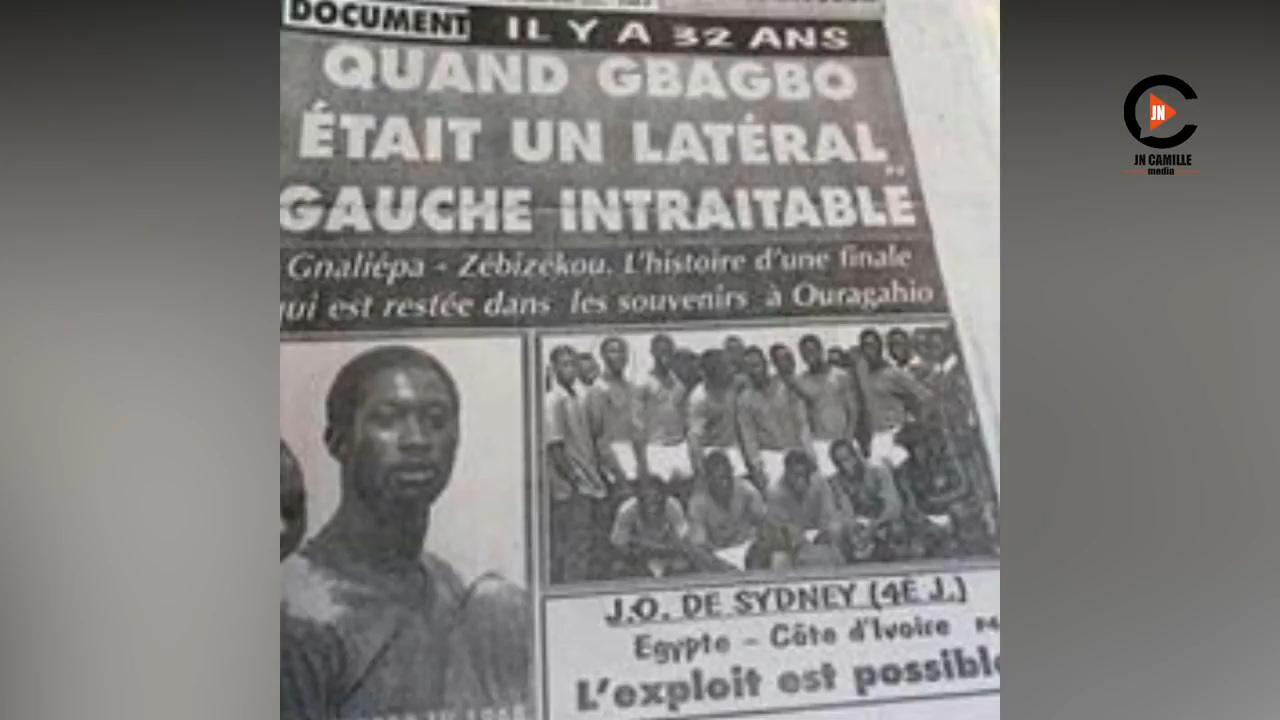 DOCUMENT
IL Y A 32 ANS
QUAND GBAGBO
ÉTAIT UN LATÉRAL
GAUCHE INTRAITABLE
Gnaliépa - Zébizékou. L'histoire d'une finale
qui est restée dans les souvenirs à Ouragahio
J.O. DE SYDNEY (4E J.)
Egypte - Côte d'Ivoire
L'exploit est possible
JN
JN CAMILLE
media